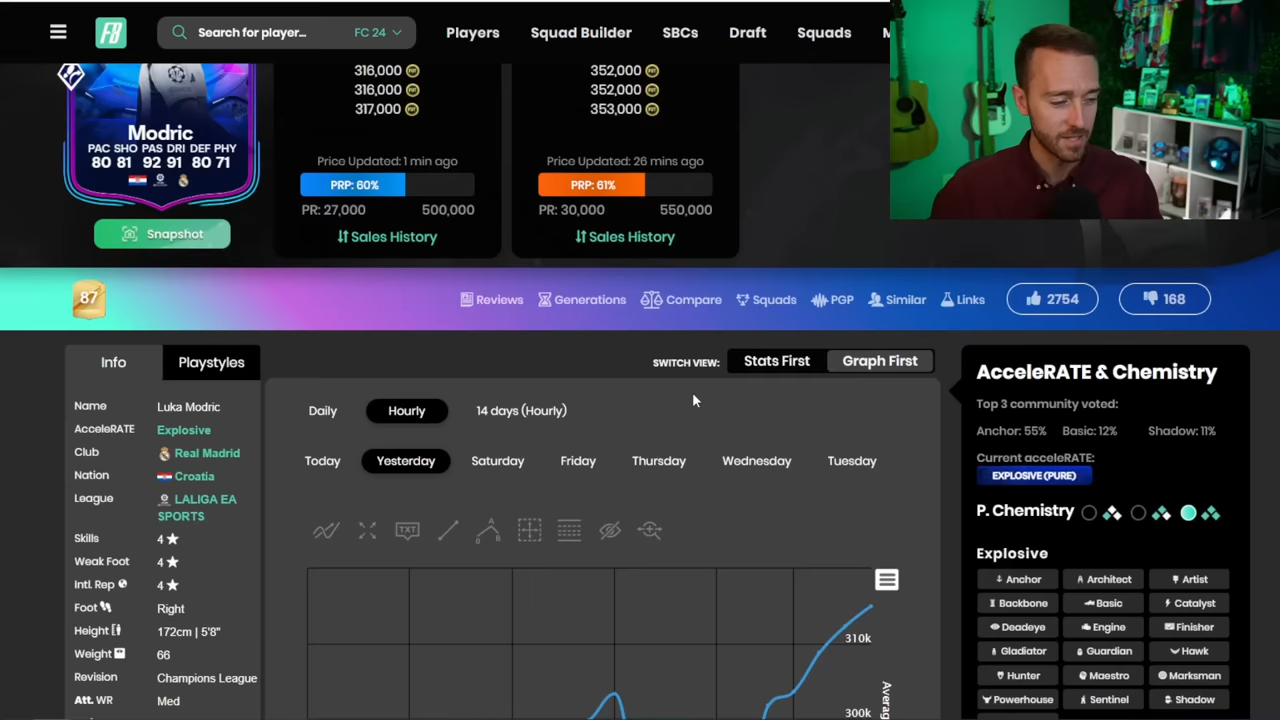 FB
Search for player...
FC 24
Players
Squad Builder
SBCs
Draft
Squads
M
316,000
316,000
317,000
352,000
352,000
353,000
Modric
PAC SHO PAS DRI DEF PHY
80 81 92 91 80 71
Price Updated: 1 min ago
Price Updated: 26 mins ago
PRP: 60%
PRP: 61%
PR: 27,000
500,000
PR: 30,000
550,000
Snapshot
Sales History
Sales History
87
Reviews
Generations
Compare
Squads
PGP
Similar
Links
2754
168
Info
Playstyles
SWITCH VIEW:
Stats First
Graph First
Name Luka Modric
AcceleRATE Explosive
Club Real Madrid
Nation Croatia
League LALIGA EA
SPORTS
Skills 4
Weak Foot 4
Intl. Rep 4
Foot Right
Height 172cm | 5'8"
Weight 66
Revision Champions League
Att. WR Med
Daily
Hourly
14 days (Hourly)
Today
Yesterday
Saturday
Friday
Thursday
Wednesday
Tuesday
TXT
310k
300k
Averag
AcceleRATE & Chemistry
Top 3 community voted:
Anchor: 55% Basic: 12% Shadow: 11%
Current acceleRATE:
EXPLOSIVE (PURE)
P. Chemistry
Explosive
Anchor
Architect
Artist
Backbone
Basic
Catalyst
Deadeye
Engine
Finisher
Gladiator
Guardian
Hawk
Hunter
Maestro
Marksman
Powerhouse
Sentinel
Shadow